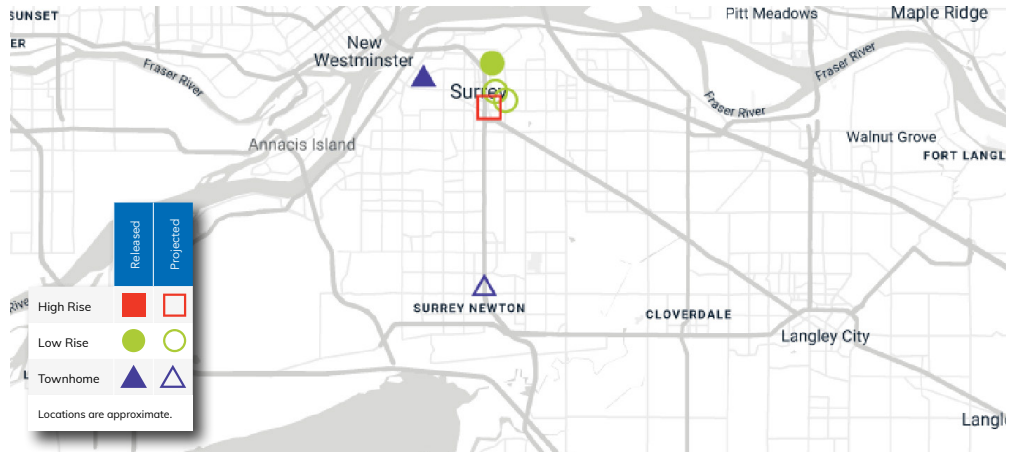 SUNSET
ER
New
Westminster
Pitt Meadows
Maple Ridge
Fraser River
Fraser River
Surrey
Fraser River
Annacis Island
Walnut Grove
FORT LANGL
Released
Projected
High Rise
Low Rise
Townhome
Locations are approximate.
SURREY NEWTON
CLOVERDALE
Langley City
Langl